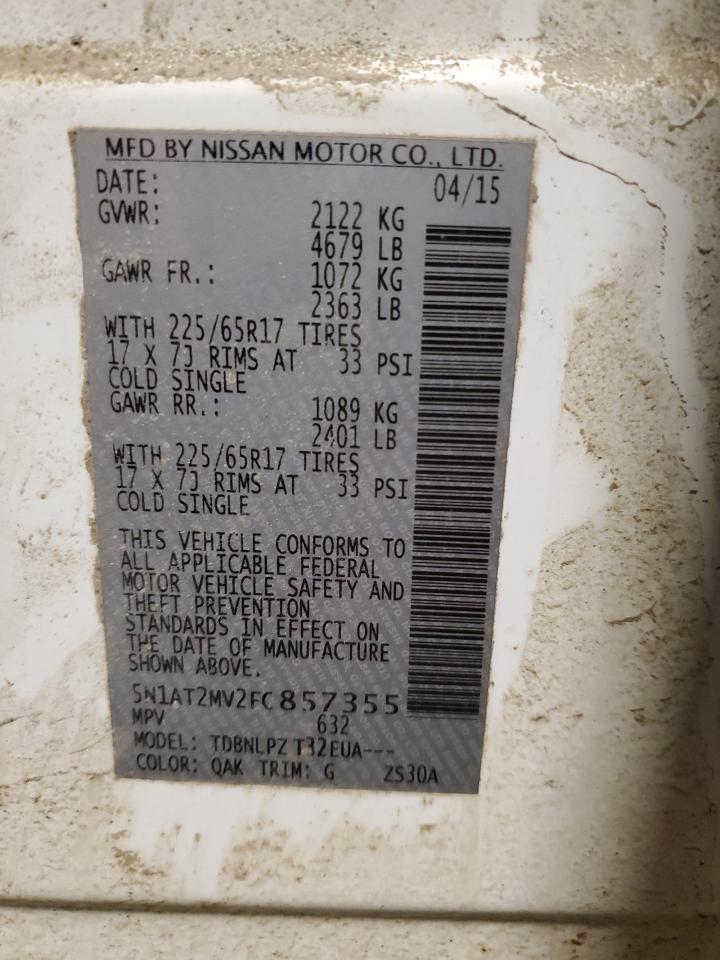 MFD BY NISSAN MOTOR CO., LTD.
DATE: 04/15
GVWR: 2122 KG
4679 LB
GAWR FR.: 1072 KG
2363 LB
WITH 225/65R17 TIRES
17 X 7J RIMS AT 33 PSI
COLD SINGLE
GAWR RR.: 1089 KG
2401 LB
WITH 225/65R17 TIRES
17 X 7J RIMS AT 33 PSI
COLD SINGLE
THIS VEHICLE CONFORMS TO
ALL APPLICABLE FEDERAL
MOTOR VEHICLE SAFETY AND
THEFT PREVENTION
STANDARDS IN EFFECT ON
THE DATE OF MANUFACTURE
SHOWN ABOVE.
5N1AT2MV2FC857355
MPV 632
MODEL: TDBNLPZ T32EUA---
COLOR: QAK TRIM: G ZS30A